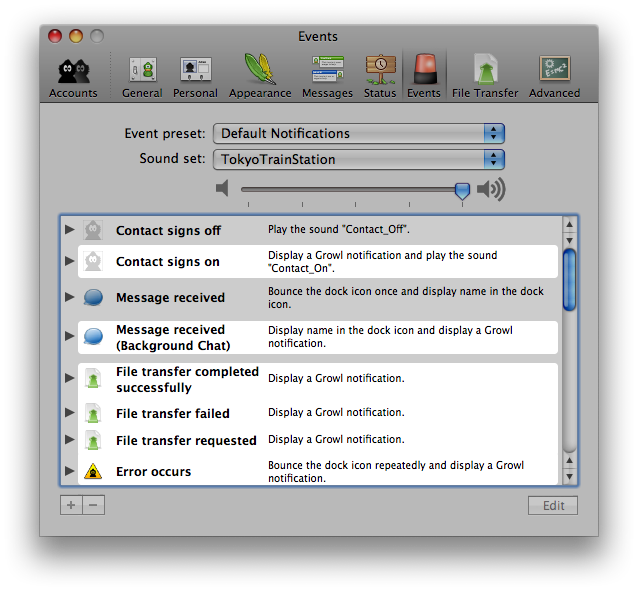 Events
Accounts
General
Personal
Appearance
Messages
Status
Events
File Transfer
Advanced
Event preset:
Default Notifications
Sound set:
TokyoTrainStation
Contact signs off
Play the sound "Contact_Off".
Contact signs on
Display a Growl notification and play the sound
"Contact_On".
Message received
Bounce the dock icon once and display name in the dock
icon.
Message received
(Background Chat)
Display name in the dock icon and display a Growl
notification.
File transfer completed
successfully
Display a Growl notification.
File transfer failed
Display a Growl notification.
File transfer requested
Display a Growl notification.
Error occurs
Bounce the dock icon repeatedly and display a Growl
notification.
Edit